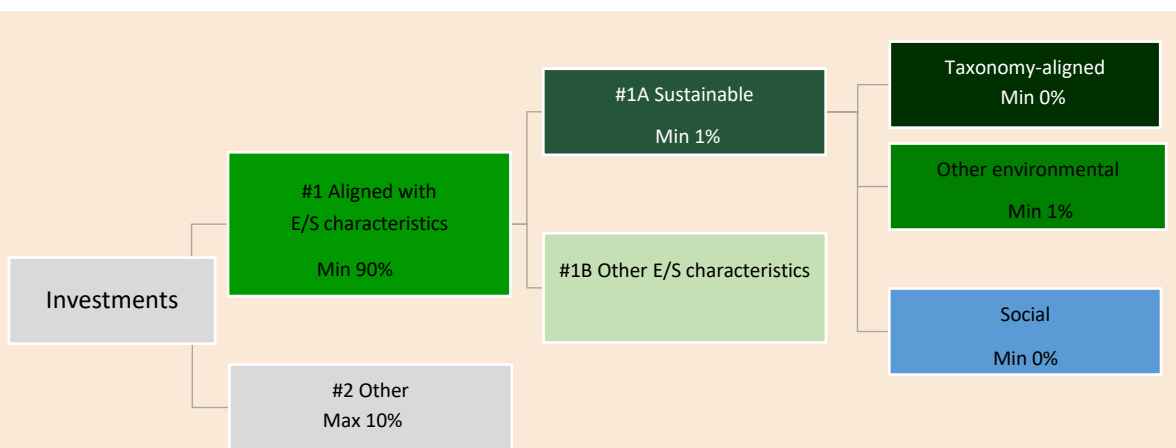 Investments
#1 Aligned with
E/S characteristics
Min 90%
#2 Other
Max 10%
#1A Sustainable
Min 1%
#1B Other E/S characteristics
Taxonomy-aligned
Min 0%
Other environmental
Min 1%
Social
Min 0%